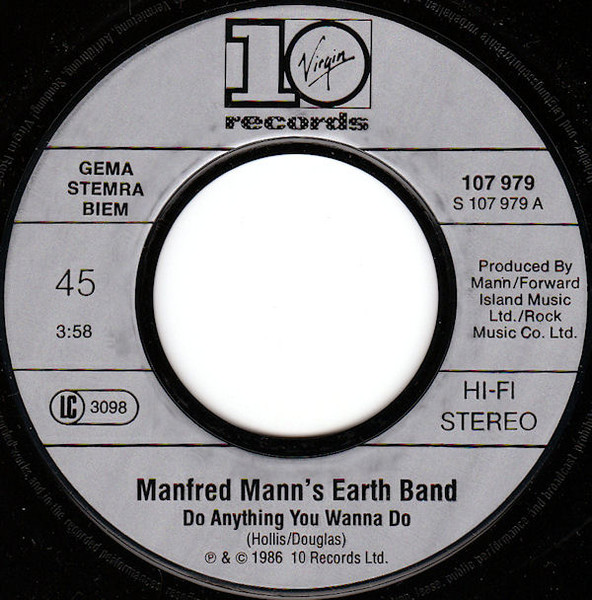 10 Virgin
records
GEMA
STEMRA
BIEM
107 979
S 107 979 A
45
3:58
Produced By
Mann/Forward
Island Music
Ltd./Rock
Music Co. Ltd.
LC 3098
HI-FI
STEREO
Manfred Mann's Earth Band
Do Anything You Wanna Do
(Hollis/Douglas)
℗ & © 1986 10 Records Ltd.